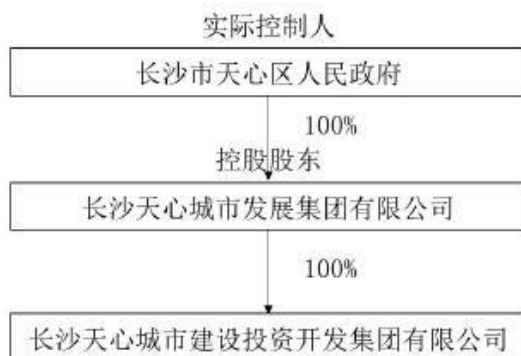 实际控制人
长沙市天心区人民政府
100%
控股股东
长沙天心城市发展集团有限公司
100%
长沙天心城市建设投资开发集团有限公司